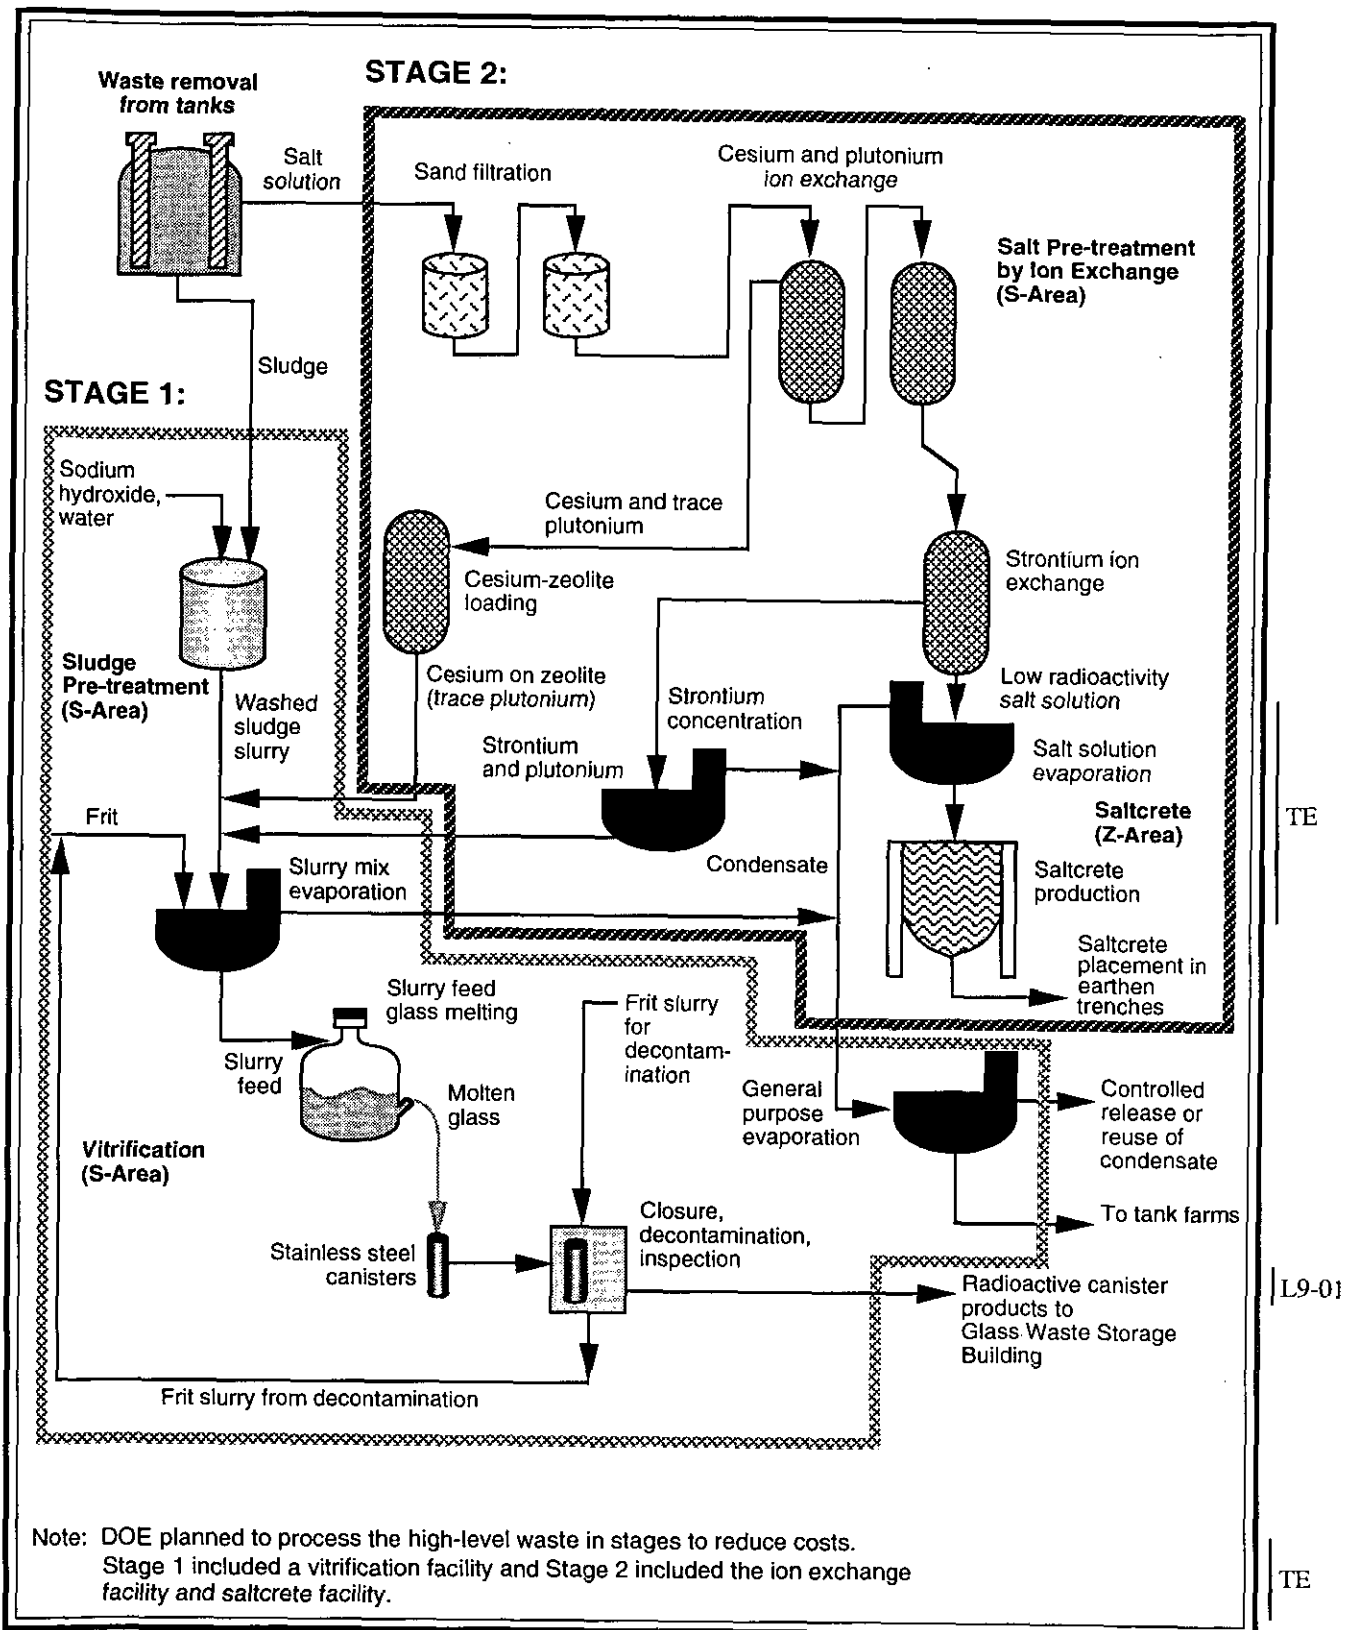 STAGE 2:
Waste removal
from tanks
Salt
solution
Sand filtration
Cesium and plutonium
ion exchange
Salt Pre-treatment
by Ion Exchange
(S-Area)
Sludge
STAGE 1:
Sodium
hydroxide,
water
Cesium and trace
plutonium
Cesium-zeolite
loading
Strontium ion
exchange
Sludge
Pre-treatment
(S-Area)
Washed
sludge
slurry
Cesium on zeolite
(trace plutonium)
Strontium
concentration
Low radioactivity
salt solution
Strontium
and plutonium
Salt solution
evaporation
Saltcrete
(Z-Area)
TE
Frit
Slurry mix
evaporation
Condensate
Saltcrete
production
Saltcrete
placement in
earthen
trenches
Slurry feed
glass melting
Frit slurry
for
decontam-
ination
Slurry
feed
Molten
glass
General
purpose
evaporation
Controlled
release or
reuse of
condensate
Vitrification
(S-Area)
To tank farms
Stainless steel
canisters
Closure,
decontamination,
inspection
Radioactive canister
products to
Glass Waste Storage
Building
L9-01
Frit slurry from decontamination
Note: DOE planned to process the high-level waste in stages to reduce costs.
Stage 1 included a vitrification facility and Stage 2 included the ion exchange
facility and saltcrete facility.
TE